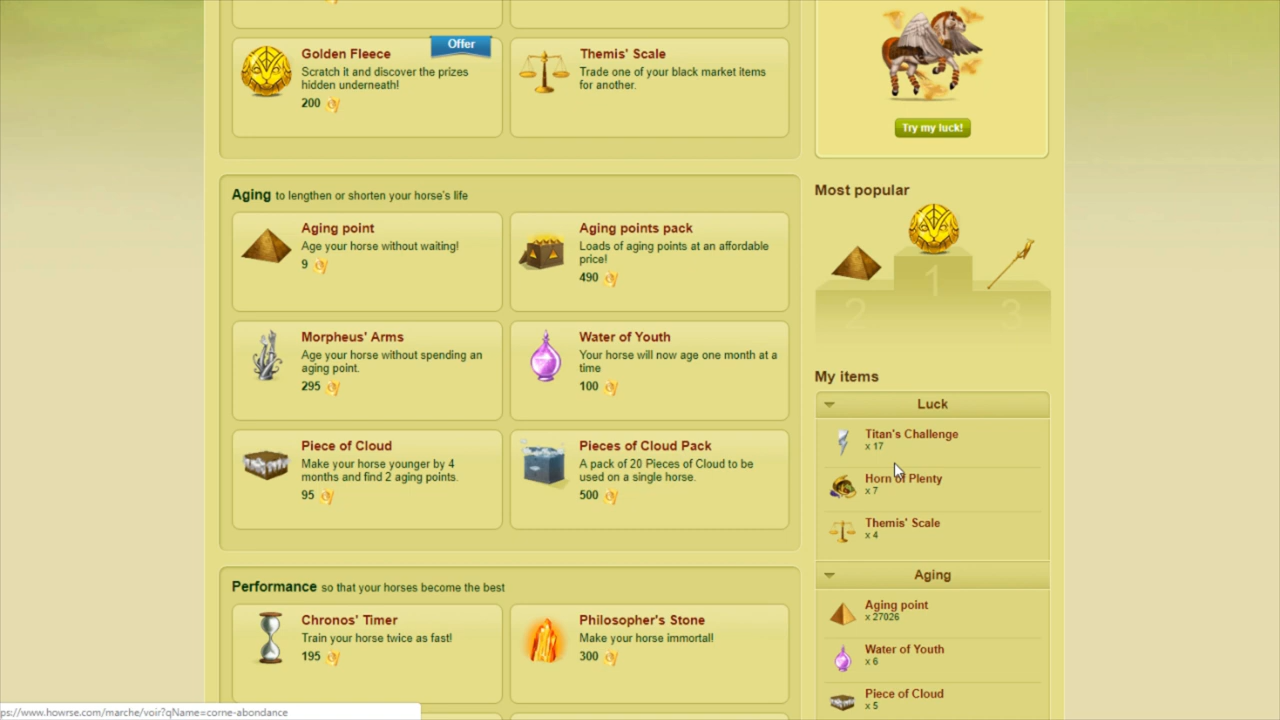 Golden Fleece
Offer
Scratch it and discover the prizes
hidden underneath!
200
Themis' Scale
Trade one of your black market items
for another.
Try my luck!
Aging to lengthen or shorten your horse's life
Aging point
Age your horse without waiting!
9
Aging points pack
Loads of aging points at an affordable
price!
490
Morpheus' Arms
Age your horse without spending an
aging point.
295
Water of Youth
Your horse will now age one month at a
time
100
Piece of Cloud
Make your horse younger by 4
months and find 2 aging points.
95
Pieces of Cloud Pack
A pack of 20 Pieces of Cloud to be
used on a single horse.
500
Performance so that your horses become the best
Chronos' Timer
Train your horse twice as fast!
195
Philosopher's Stone
Make your horse immortal!
300
Most popular
1
2
3
My items
Luck
Titan's Challenge
x 17
Horn of Plenty
x 7
Themis' Scale
x 4
Aging
Aging point
x 27026
Water of Youth
x 6
Piece of Cloud
x 5
ps://www.howrse.com/marche/voir?qName=corne-abondance